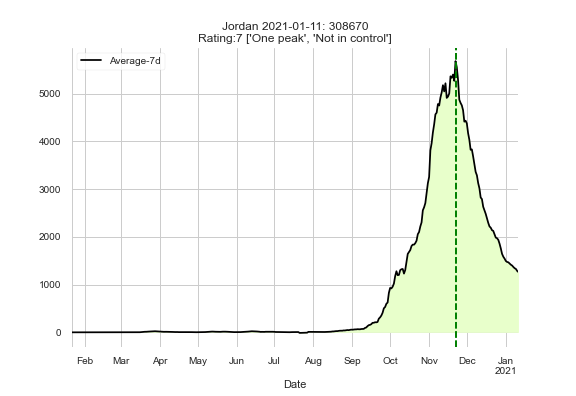 Jordan 2021-01-11: 308670
Rating:7 ['One peak', 'Not in control']
Average-7d
5000
4000
3000
2000
1000
0
Feb Mar Apr May Jun Jul Aug Sep Oct Nov Dec Jan
2021
Date